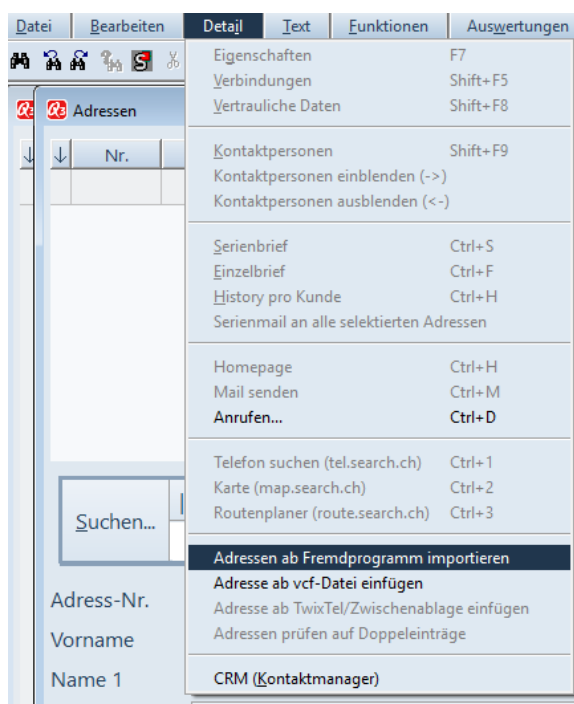 Datei Bearbeiten Detail Text Funktionen Auswertungen
Adressen
Nr.
Eigenschaften F7
Verbindungen Shift+F5
Vertrauliche Daten Shift+F8
Kontaktpersonen Shift+F9
Kontaktpersonen einblenden (->)
Kontaktpersonen ausblenden (<-)
Serienbrief Ctrl+S
Einzelbrief Ctrl+F
History pro Kunde Ctrl+H
Serienmail an alle selektierten Adressen
Homepage Ctrl+H
Mail senden Ctrl+M
Anrufen... Ctrl+D
Telefon suchen (tel.search.ch) Ctrl+1
Karte (map.search.ch) Ctrl+2
Routenplaner (route.search.ch) Ctrl+3
Adressen ab Fremdprogramm importieren
Adresse ab vcf-Datei einfügen
Adresse ab TwixTel/Zwischenablage einfügen
Adressen prüfen auf Doppeleinträge
CRM (Kontaktmanager)
Suchen...
Adress-Nr.
Vorname
Name 1